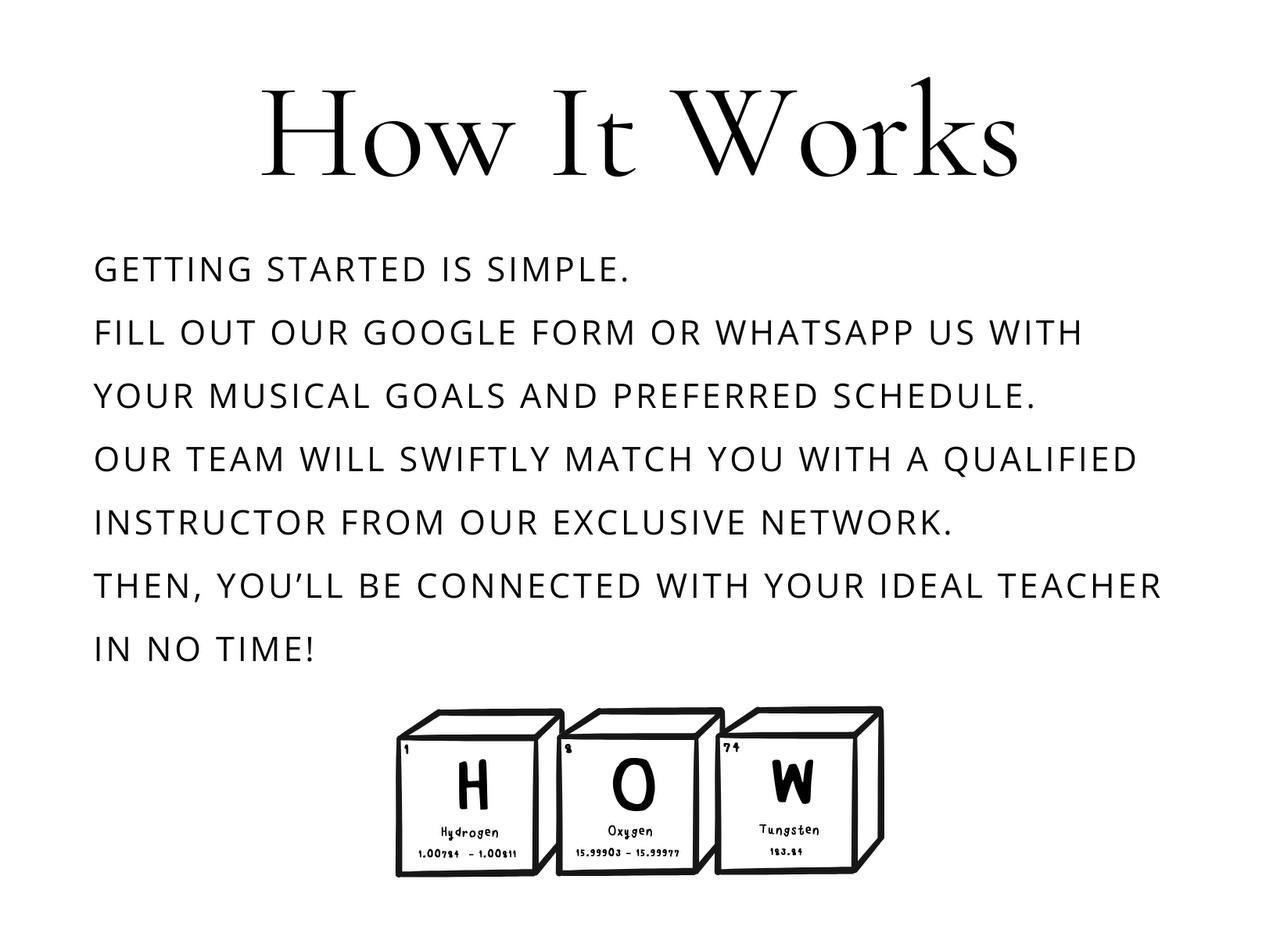 How It Works
GETTING STARTED IS SIMPLE.
FILL OUT OUR GOOGLE FORM OR WHATSAPP US WITH
YOUR MUSICAL GOALS AND PREFERRED SCHEDULE.
OUR TEAM WILL SWIFTLY MATCH YOU WITH A QUALIFIED
INSTRUCTOR FROM OUR EXCLUSIVE NETWORK.
THEN, YOU’LL BE CONNECTED WITH YOUR IDEAL TEACHER
IN NO TIME!
1
H
Hydrogen
1.00784 - 1.00811
8
O
Oxygen
15.99903 - 15.99977
74
W
Tungsten
183.84